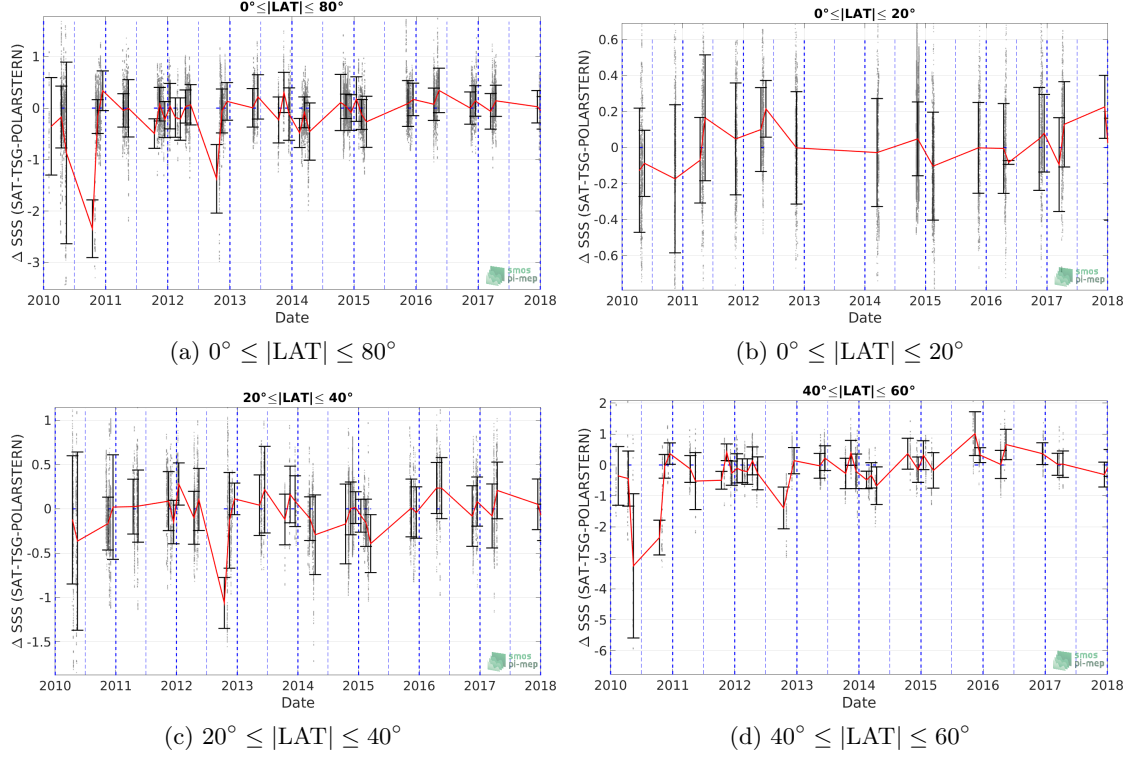 0°≤|LAT|≤ 80°
Δ SSS (SAT-TSG-POLARSTERN)
1
0
-1
-2
-3
2010 2011 2012 2013 2014 2015 2016 2017 2018
Date
smos
pi-mep
(a) 0° ≤ |LAT| ≤ 80°
0°≤|LAT|≤ 20°
Δ SSS (SAT-TSG-POLARSTERN)
0.6
0.4
0.2
0
-0.2
-0.4
-0.6
2010 2011 2012 2013 2014 2015 2016 2017 2018
Date
smos
pi-mep
(b) 0° ≤ |LAT| ≤ 20°
20°≤|LAT|≤ 40°
Δ SSS (SAT-TSG-POLARSTERN)
1
0.5
0
-0.5
-1
-1.5
2010 2011 2012 2013 2014 2015 2016 2017 2018
Date
smos
pi-mep
(c) 20° ≤ |LAT| ≤ 40°
40°≤|LAT|≤ 60°
Δ SSS (SAT-TSG-POLARSTERN)
2
1
0
-1
-2
-3
-4
-5
-6
2010 2011 2012 2013 2014 2015 2016 2017 2018
Date
smos
pi-mep
(d) 40° ≤ |LAT| ≤ 60°